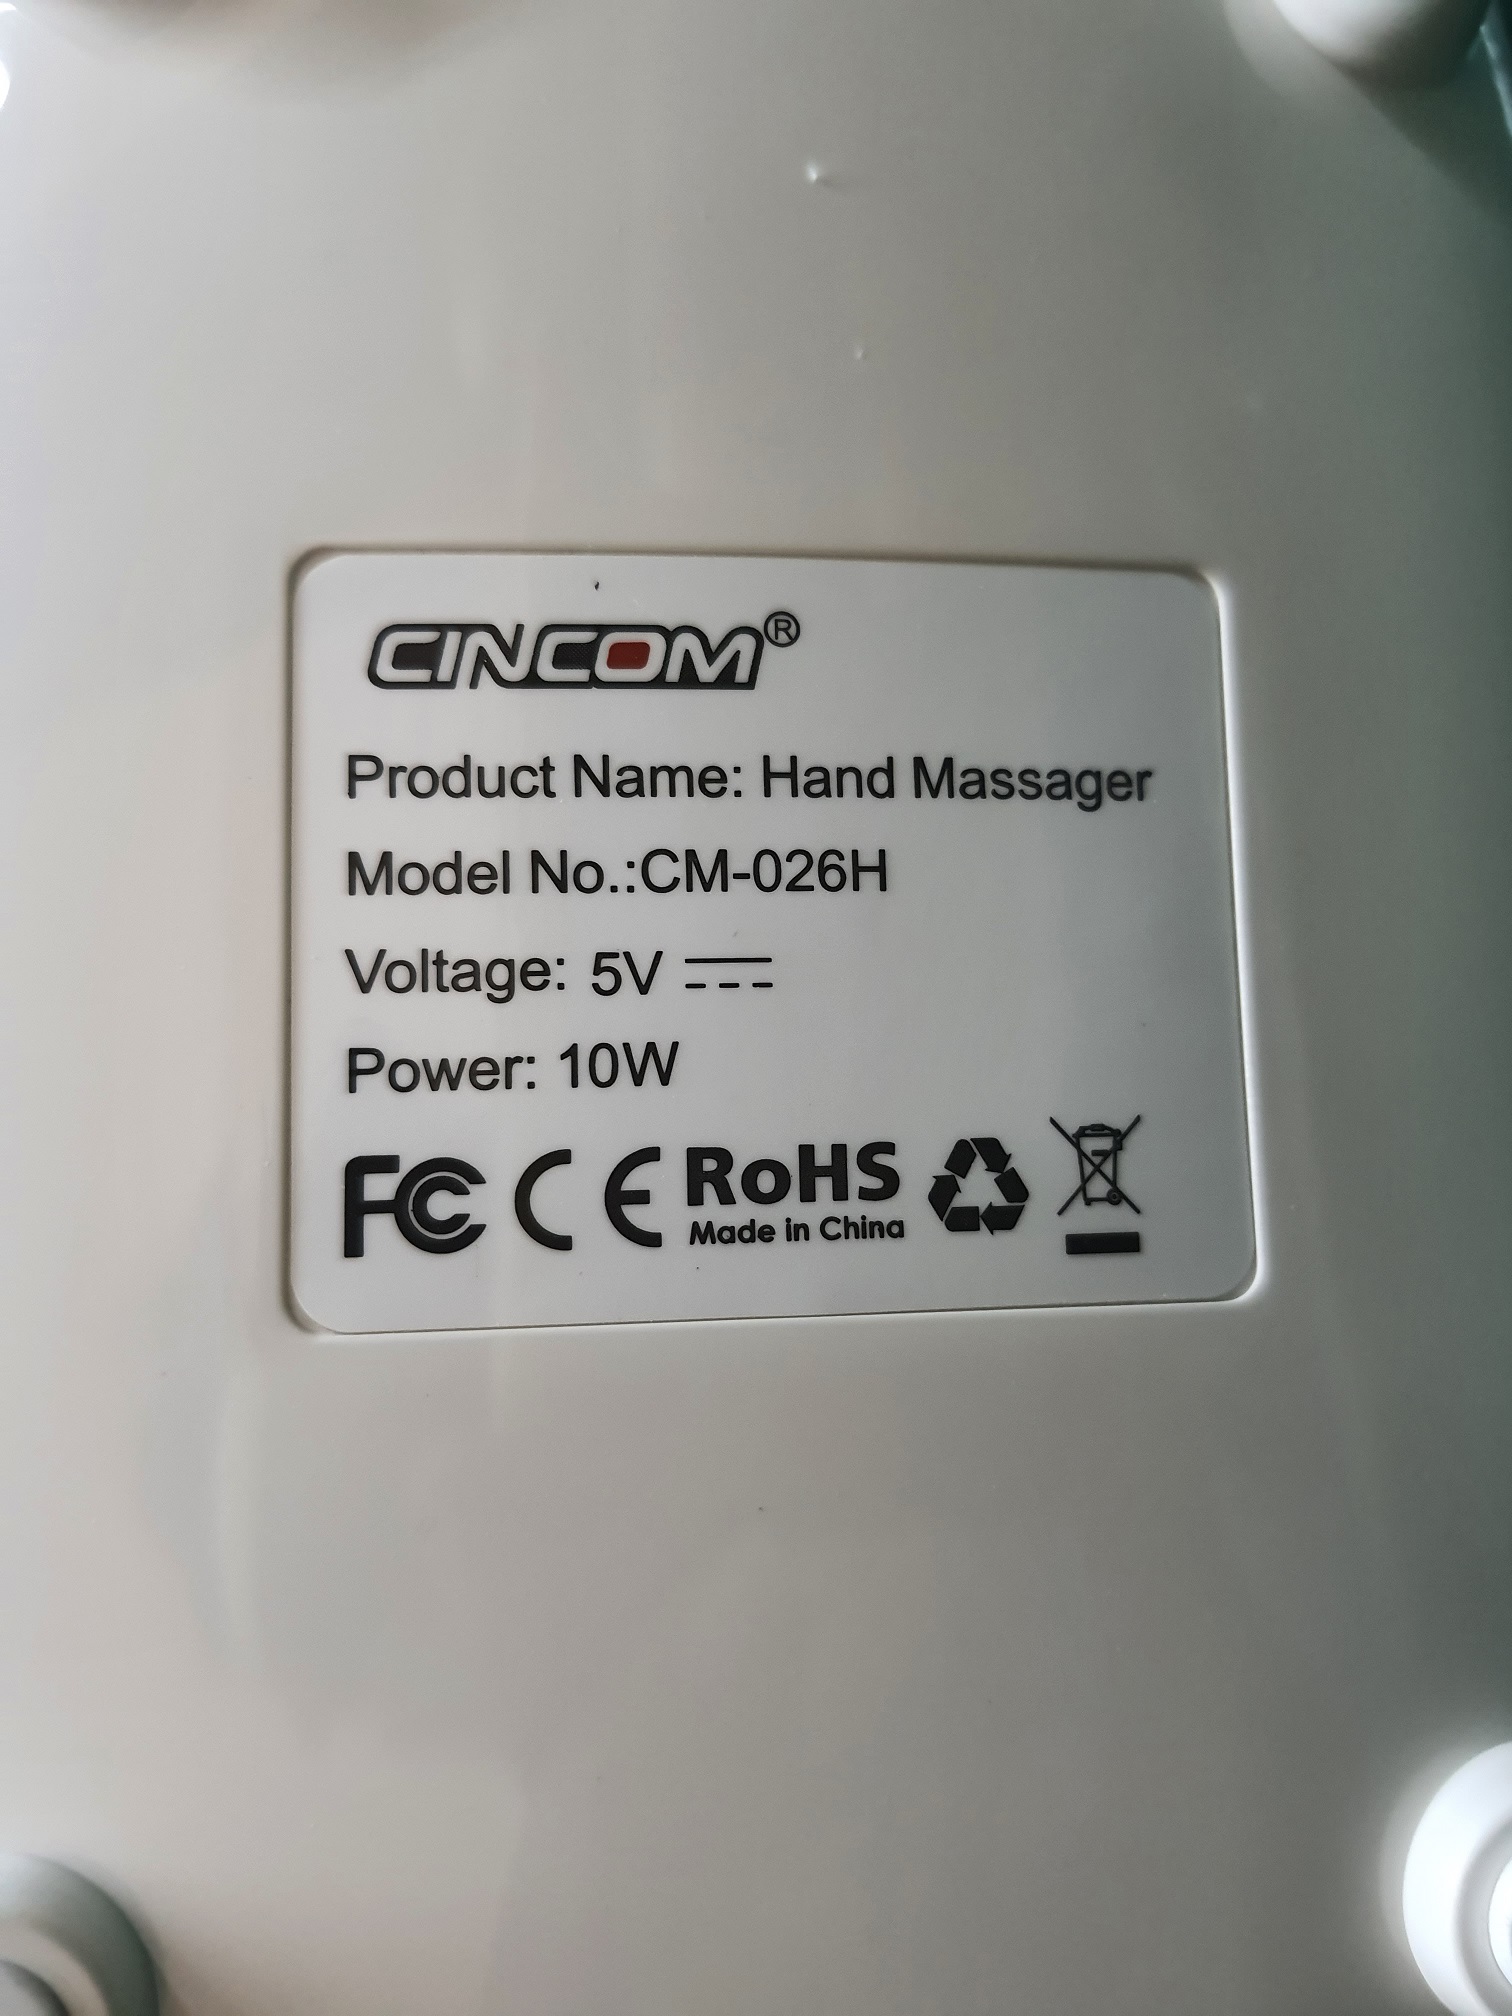 CINCOM®
Product Name: Hand Massager
Model No.:CM-026H
Voltage: 5V ⎓
Power: 10W
FC CE RoHS
Made in China